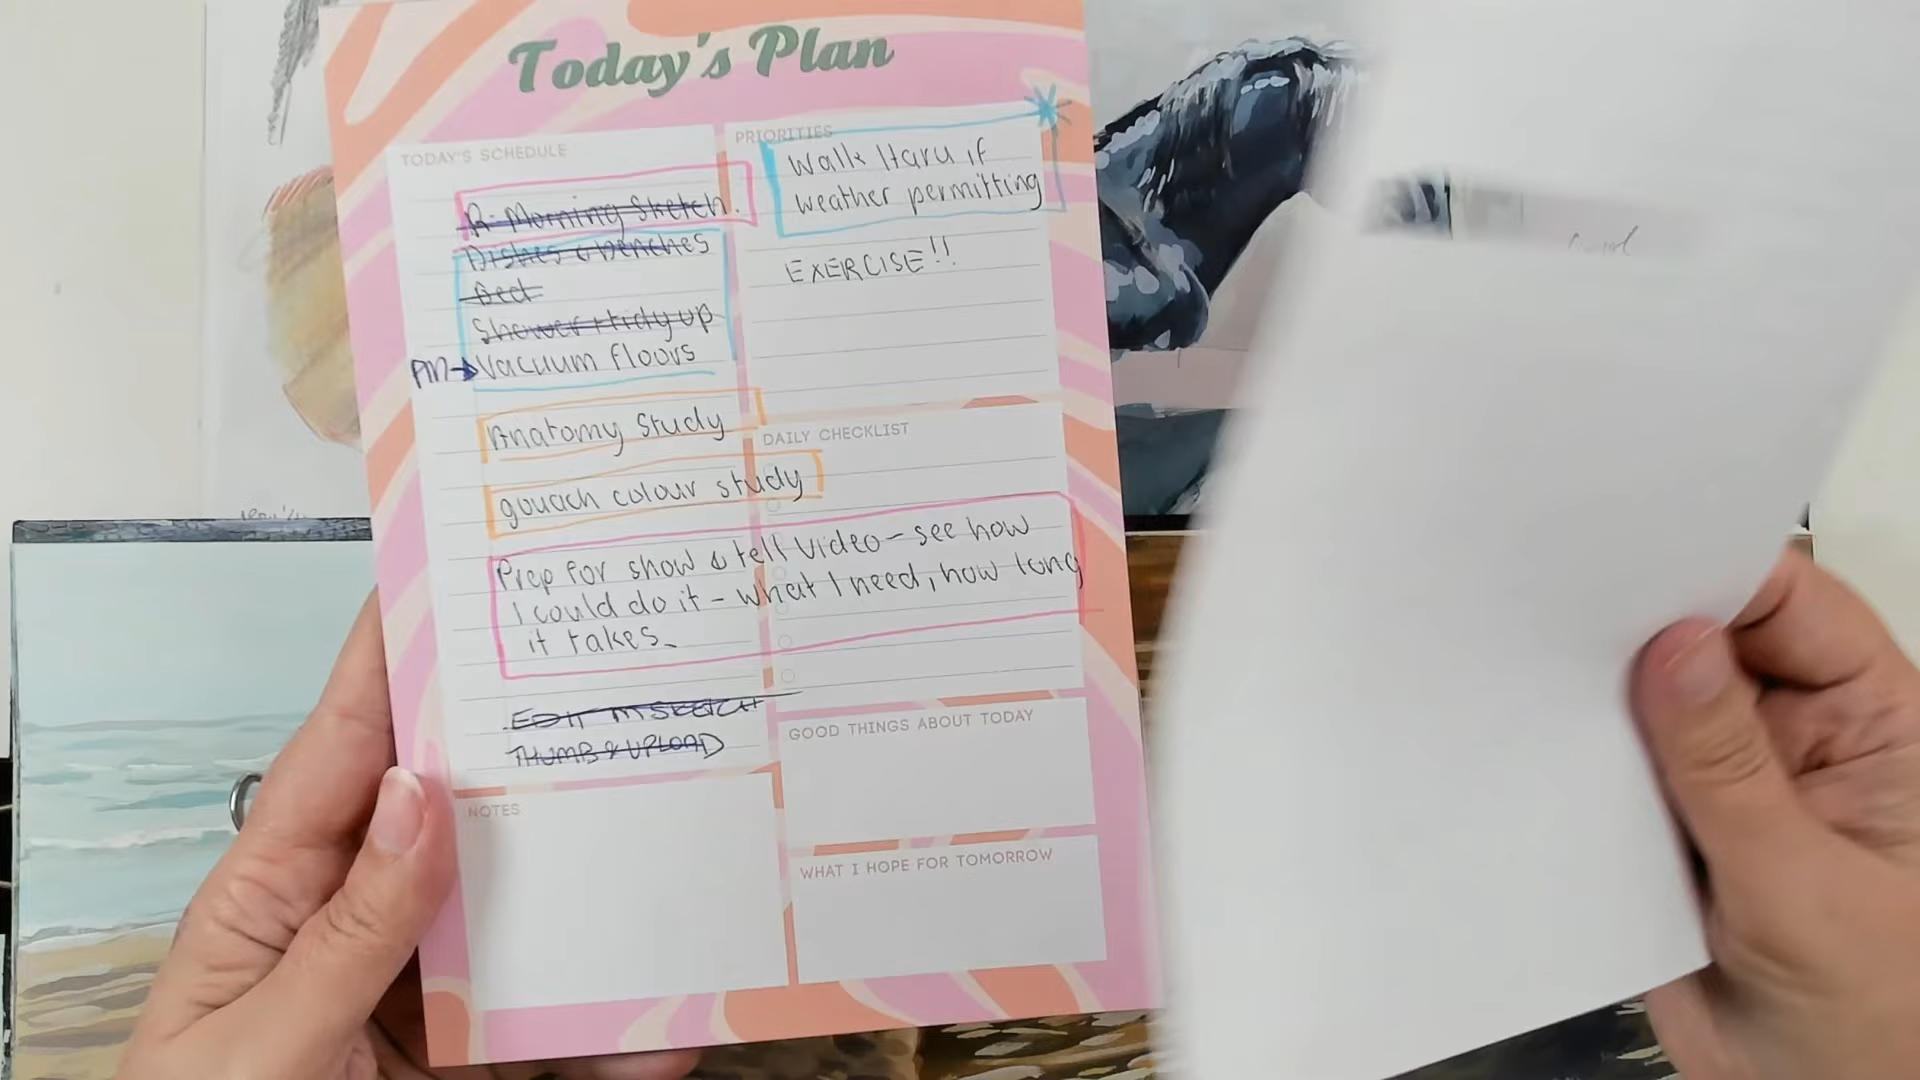 Today's Plan
TODAY'S SCHEDULE
R-Morning Sketch.
Dishes & benches
Bed
Shower + tidy up
PM→Vacuum floors
Anatomy Study
gouach colour study
Prep for show & tell video - see how
I could do it - what I need, how long
it takes
EDIT M SKETCH
THUMB & UPLOAD
NOTES
PRIORITIES
Walk Haru if
weather permitting
EXERCISE!!
DAILY CHECKLIST
GOOD THINGS ABOUT TODAY
WHAT I HOPE FOR TOMORROW